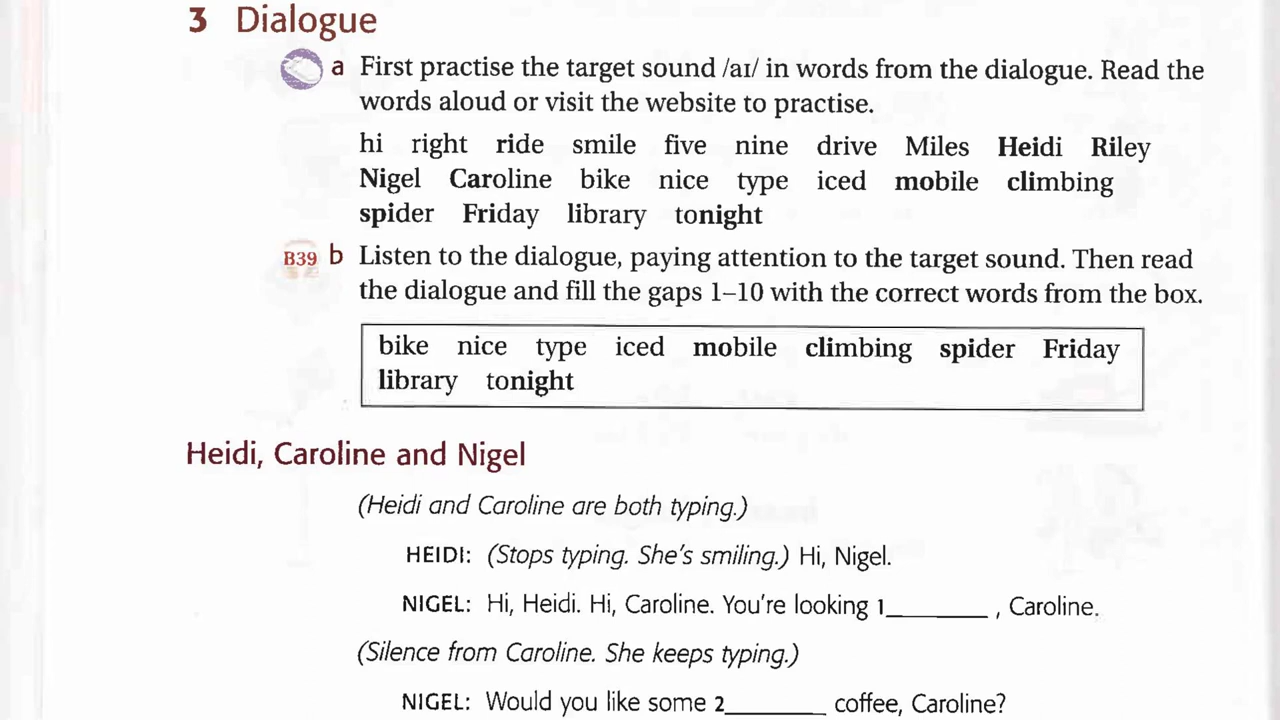 3 Dialogue
a First practise the target sound /aɪ/ in words from the dialogue. Read the
words aloud or visit the website to practise.
hi right ride smile five nine drive Miles Heidi Riley
Nigel Caroline bike nice type iced mobile climbing
spider Friday library tonight
B39 b Listen to the dialogue, paying attention to the target sound. Then read
the dialogue and fill the gaps 1–10 with the correct words from the box.
bike nice type iced mobile climbing spider Friday
library tonight
Heidi, Caroline and Nigel
(Heidi and Caroline are both typing.)
HEIDI: (Stops typing. She's smiling.) Hi, Nigel.
NIGEL: Hi, Heidi. Hi, Caroline. You're looking 1________ , Caroline.
(Silence from Caroline. She keeps typing.)
NIGEL: Would you like some 2________ coffee, Caroline?